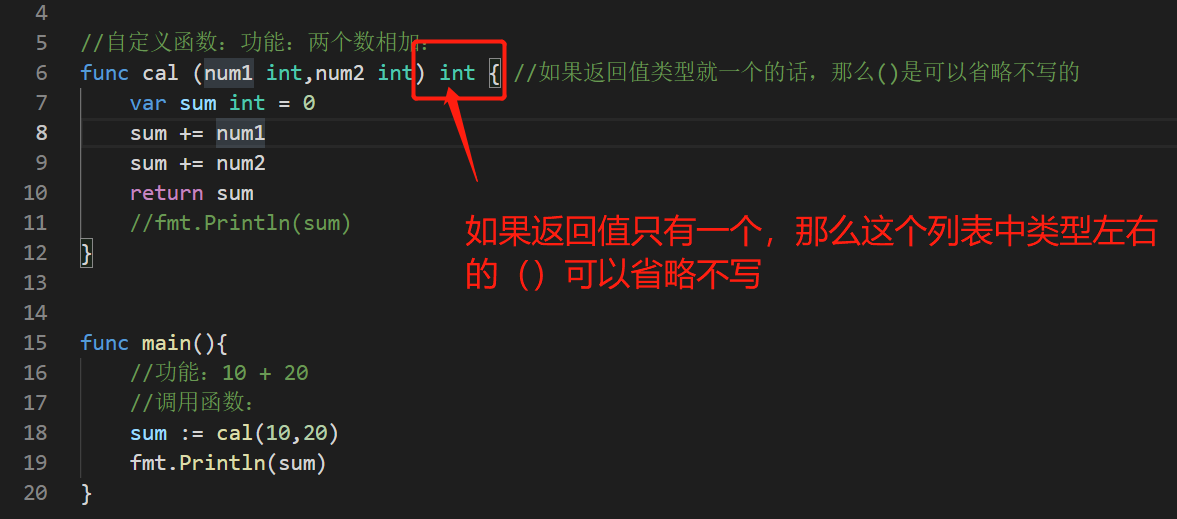 4
5 //自定义函数：功能：两个数相加：
6 func cal (num1 int,num2 int) int { //如果返回值类型就一个的话，那么()是可以省略不写的
7 var sum int = 0
8 sum += num1
9 sum += num2
10 return sum
11 //fmt.Println(sum)
12 }
如果返回值只有一个，那么这个列表中类型左右
的（）可以省略不写
13
14
15 func main(){
16 //功能：10 + 20
17 //调用函数：
18 sum := cal(10,20)
19 fmt.Println(sum)
20 }